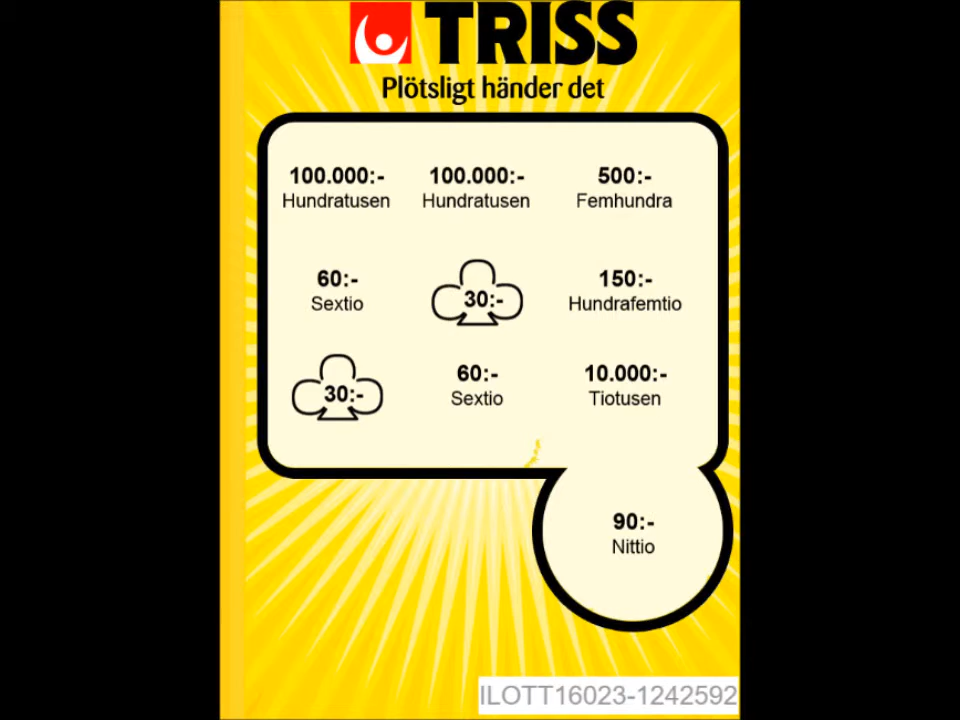 TRISS
Plötsligt händer det
100.000:- 100.000:- 500:-
Hundratusen Hundratusen Femhundra
60:- 30:- 150:-
Sextio Hundrafemtio
30:- 60:- 10.000:-
Sextio Tiotusen
90:-
Nittio
ILOTT16023-1242592